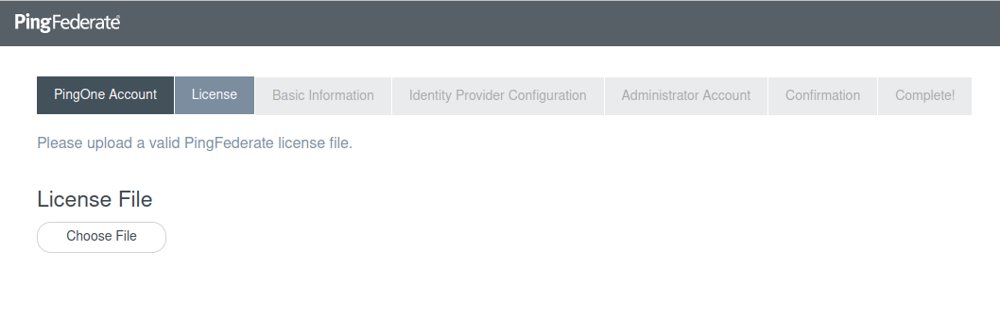 PingFederate®
PingOne Account License Basic Information Identity Provider Configuration Administrator Account Confirmation Complete!
Please upload a valid PingFederate license file.
License File
Choose File